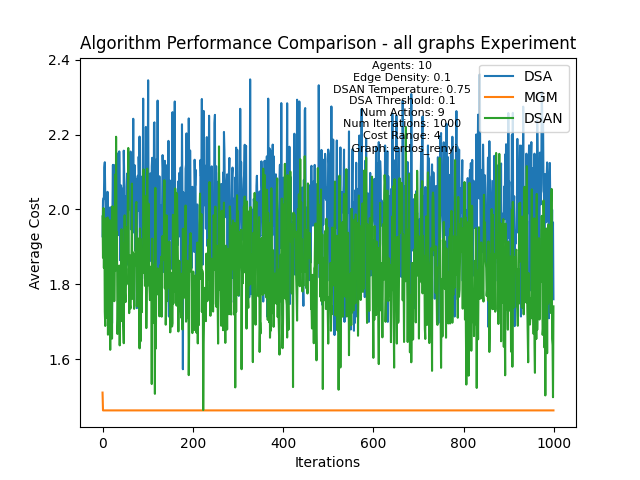 Algorithm Performance Comparison - all graphs Experiment
Agents: 10
Edge Density: 0.1
DSAN Temperature: 0.75
DSA Threshold: 0.1
Num Actions: 9
Num Iterations: 1000
Cost Range: 4
Graph: erdos_renyi
DSA
MGM
DSAN
2.4
2.2
2.0
1.8
1.6
Average Cost
0
200
400
600
800
1000
Iterations